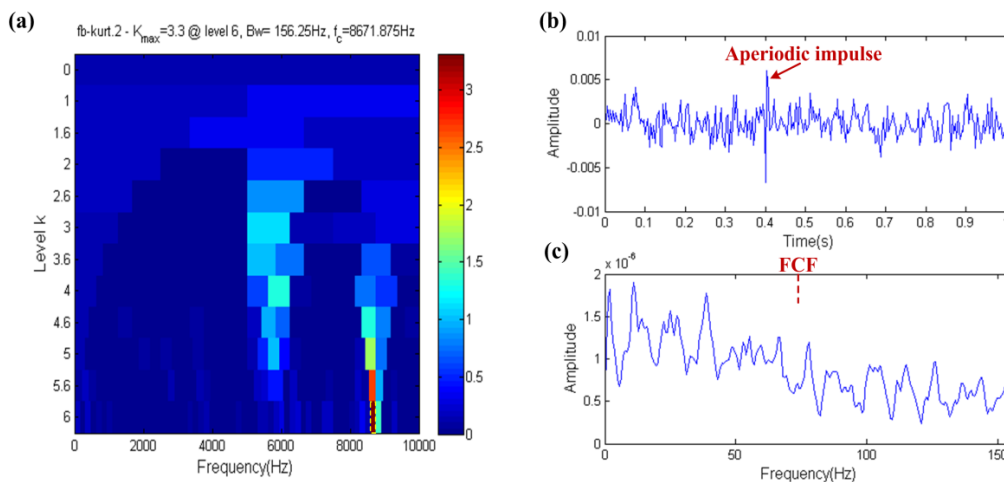 (a)
fb-kurt.2 - K_max=3.3 @ level 6, Bw= 156.25Hz, f_c=8671.875Hz
0
1
1.6
2
2.6
3
3.6
4
4.6
5
5.6
6
Level k
0 2000 4000 6000 8000 10000
Frequency(Hz)
3
2.5
2
1.5
1
0.5
0
(b)
Aperiodic impulse
0.01
0.005
0
-0.005
-0.01
Amplitude
0 0.1 0.2 0.3 0.4 0.5 0.6 0.7 0.8 0.9
Time(s)
(c)
FCF
x 10^-6
2
1.5
1
0.5
0
Amplitude
0 50 100 150
Frequency(Hz)